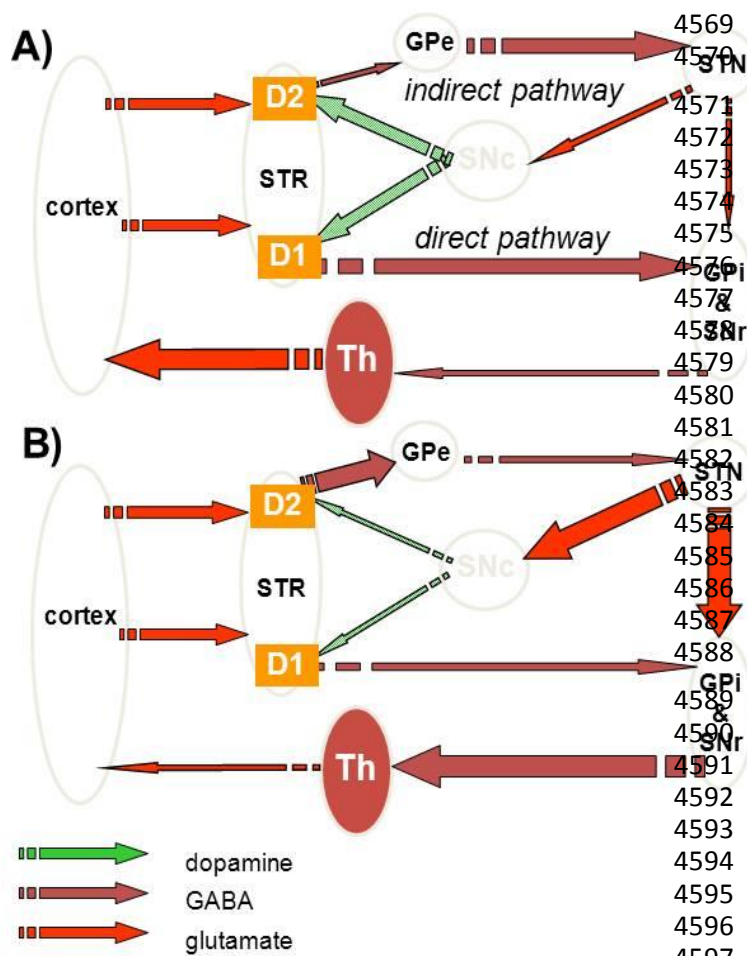 A)
GPe
4569
4570
STN
D2
indirect pathway
4571
4572
SNc
4573
STR
4574
cortex
direct pathway
4575
D1
4576
GPi
4577
&
4578
SNr
Th
4579
4580
4581
B)
GPe
4582
STN
4583
D2
4584
4585
SNc
STR
4586
cortex
4587
D1
4588
GPi
4589
&
4590
SNr
Th
4591
4592
4593
dopamine
4594
GABA
4595
4596
glutamate
4597